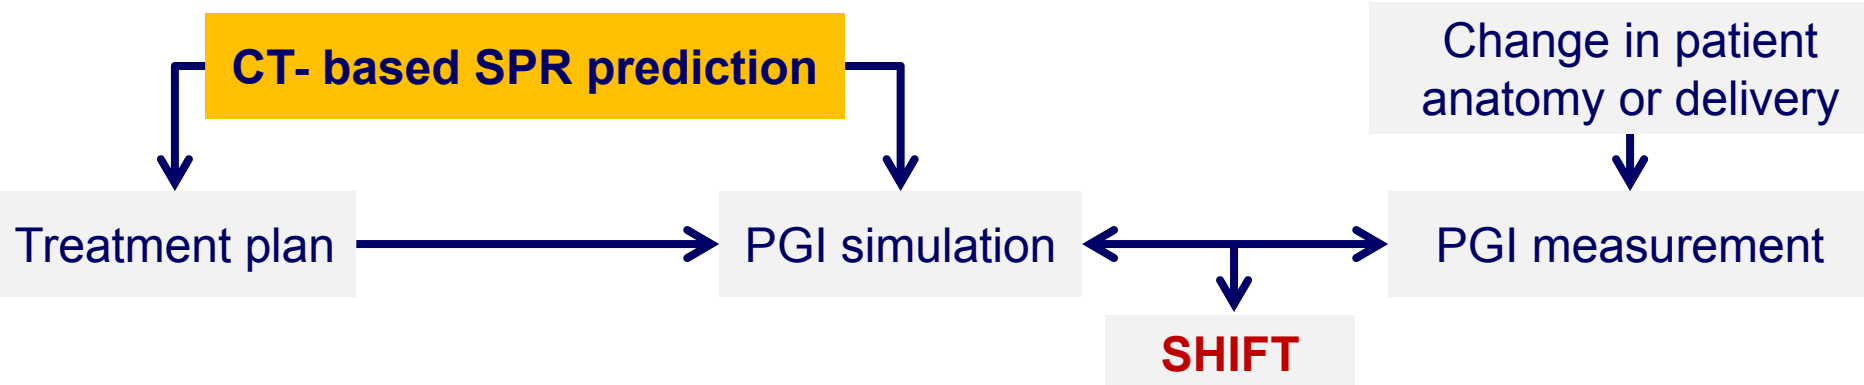 CT- based SPR prediction
Change in patient
anatomy or delivery
Treatment plan
PGI simulation
PGI measurement
SHIFT